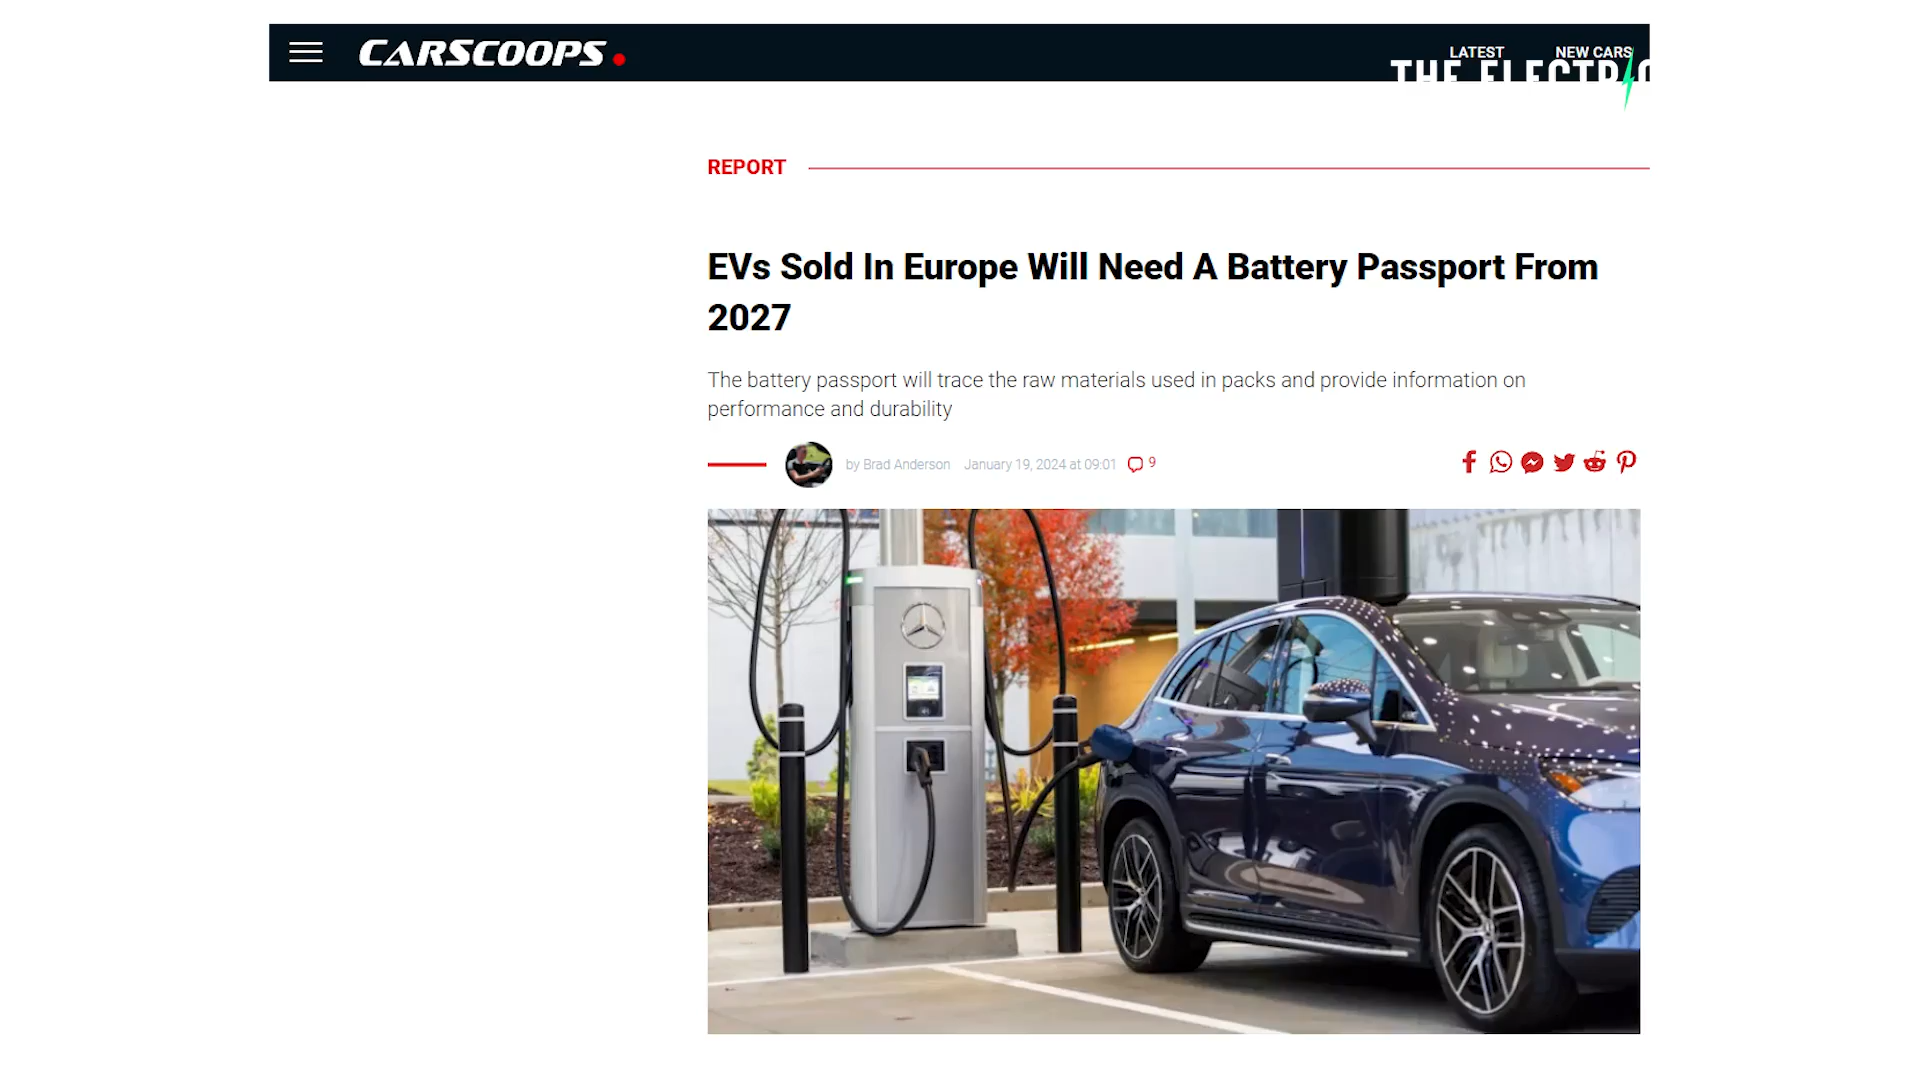 CARSCOOPS
LATEST
NEW CARS
THE ELECTRIC
REPORT
EVs Sold In Europe Will Need A Battery Passport From
2027
The battery passport will trace the raw materials used in packs and provide information on
performance and durability
by Brad Anderson
January 19, 2024 at 09:01
9